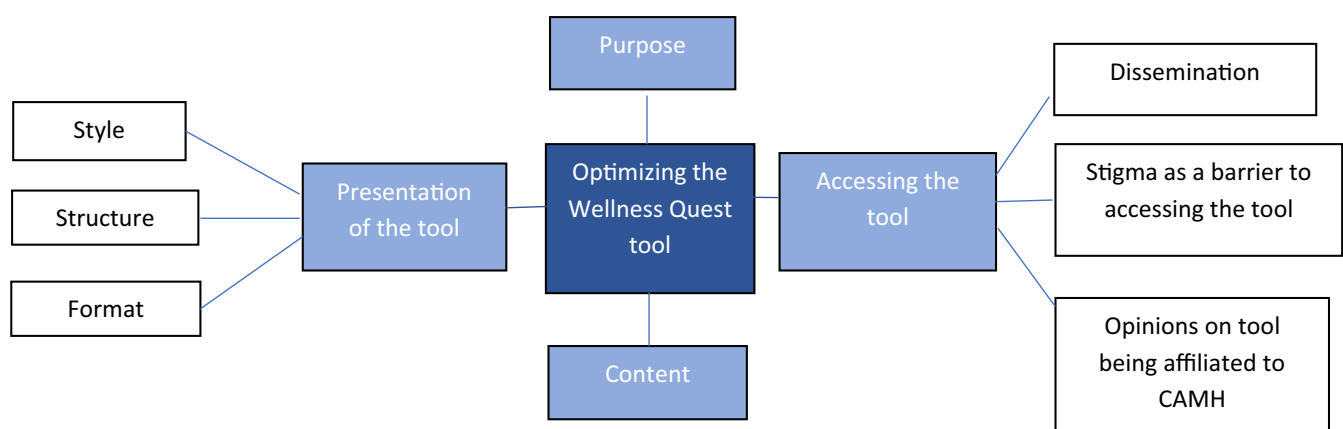 Purpose
Dissemination
Style
Optimizing the
Wellness Quest
tool
Presentation
of the tool
Accessing the
tool
Stigma as a barrier to
accessing the tool
Structure
Format
Content
Opinions on tool
being affiliated to
CAMH